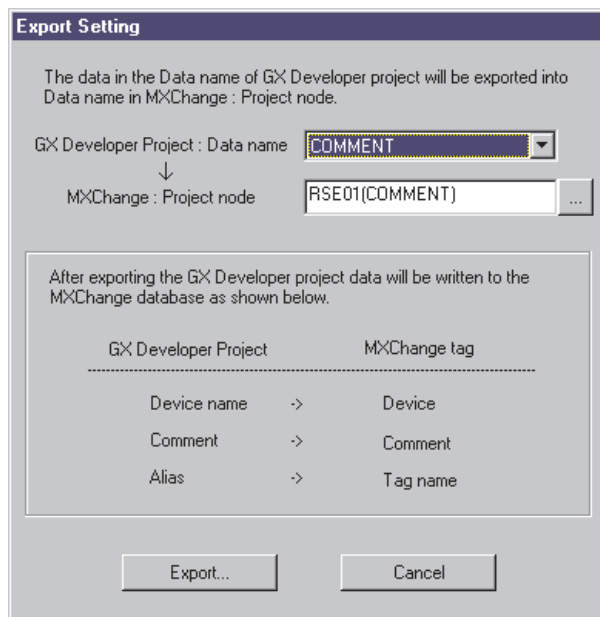 Export Setting
The data in the Data name of GX Developer project will be exported into
Data name in MXChange : Project node.
GX Developer Project : Data name COMMENT
↓
MXChange : Project node RSE01(COMMENT) ...
After exporting the GX Developer project data will be written to the
MXChange database as shown below.
GX Developer Project MXChange tag
Device name -> Device
Comment -> Comment
Alias -> Tag name
Export... Cancel